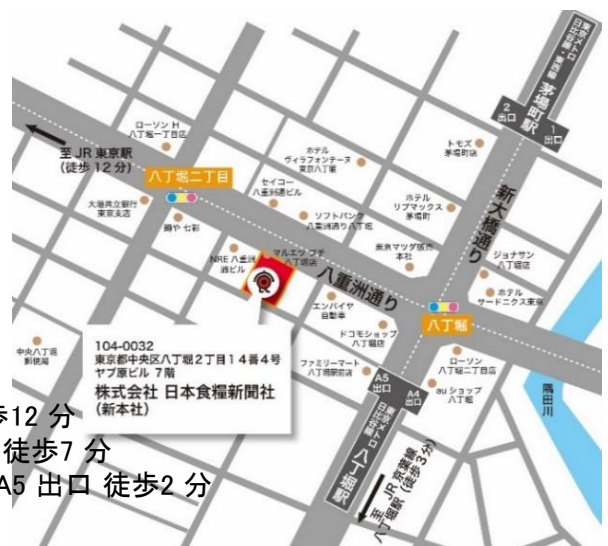 東京メトロ
日比谷線・東西線
茅場町駅
2
出口
1
出口
ローソン H
八丁堀一丁目店
至 JR 東京駅
(徒歩 12 分)
ホテル
ヴィラフォンテーヌ
東京八丁堀
トモズ
茅場町店
八丁堀二丁目
セイコー
八重洲通ビル
新大橋通り
大垣共立銀行
東京支店
麺や 七彩
ソフトバンク
八重洲通り八丁堀
ホテル
リブマックス
茅場町
NRE 八重洲
通ビル
マルエツ プチ
八丁堀店
八重洲通り
東京マツダ販売
本社
ジョナサン
八丁堀店
ホテル
サードニクス東京
エンパイヤ
自動車
ドコモショップ
八丁堀店
八丁堀
中央八丁堀
郵便局
104-0032
東京都中央区八丁堀2丁目14番4号
ヤブ原ビル 7階
株式会社 日本食糧新聞社
(新本社)
ファミリーマート
八丁堀駅前店
ローソン
八丁堀二丁目店
au ショップ
八丁堀
隅田川
A5
出口
A4
出口
東京メトロ
日比谷線
八丁堀駅
至 JR 京葉線
八丁堀駅 (徒歩 3 分)
歩12 分
徒歩7 分
A5 出口 徒歩2 分